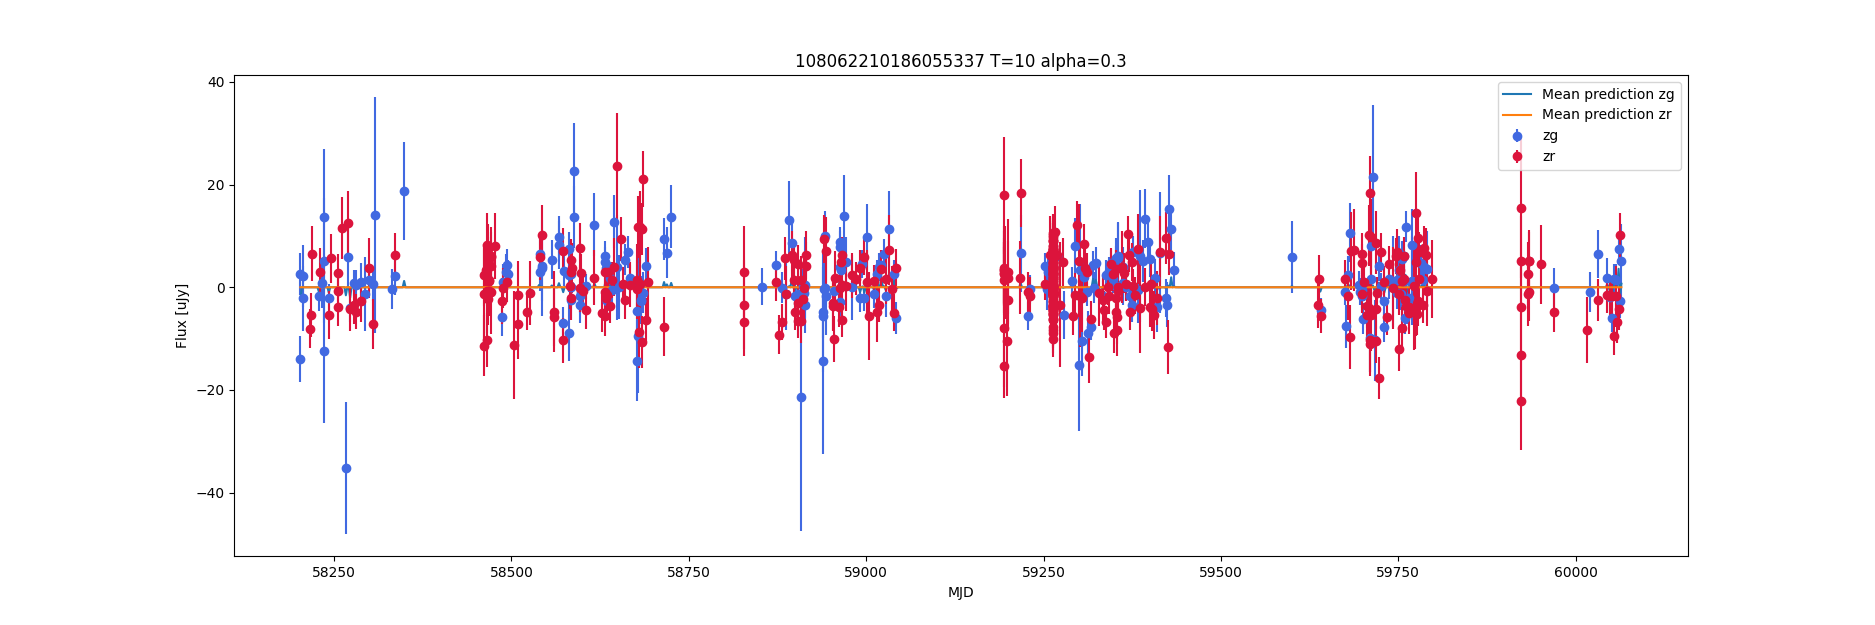 108062210186055337 T=10 alpha=0.3
Flux [uJy]
40
20
0
−20
−40
Mean prediction zg
Mean prediction zr
zg
zr
58250 58500 58750 59000 59250 59500 59750 60000
MJD